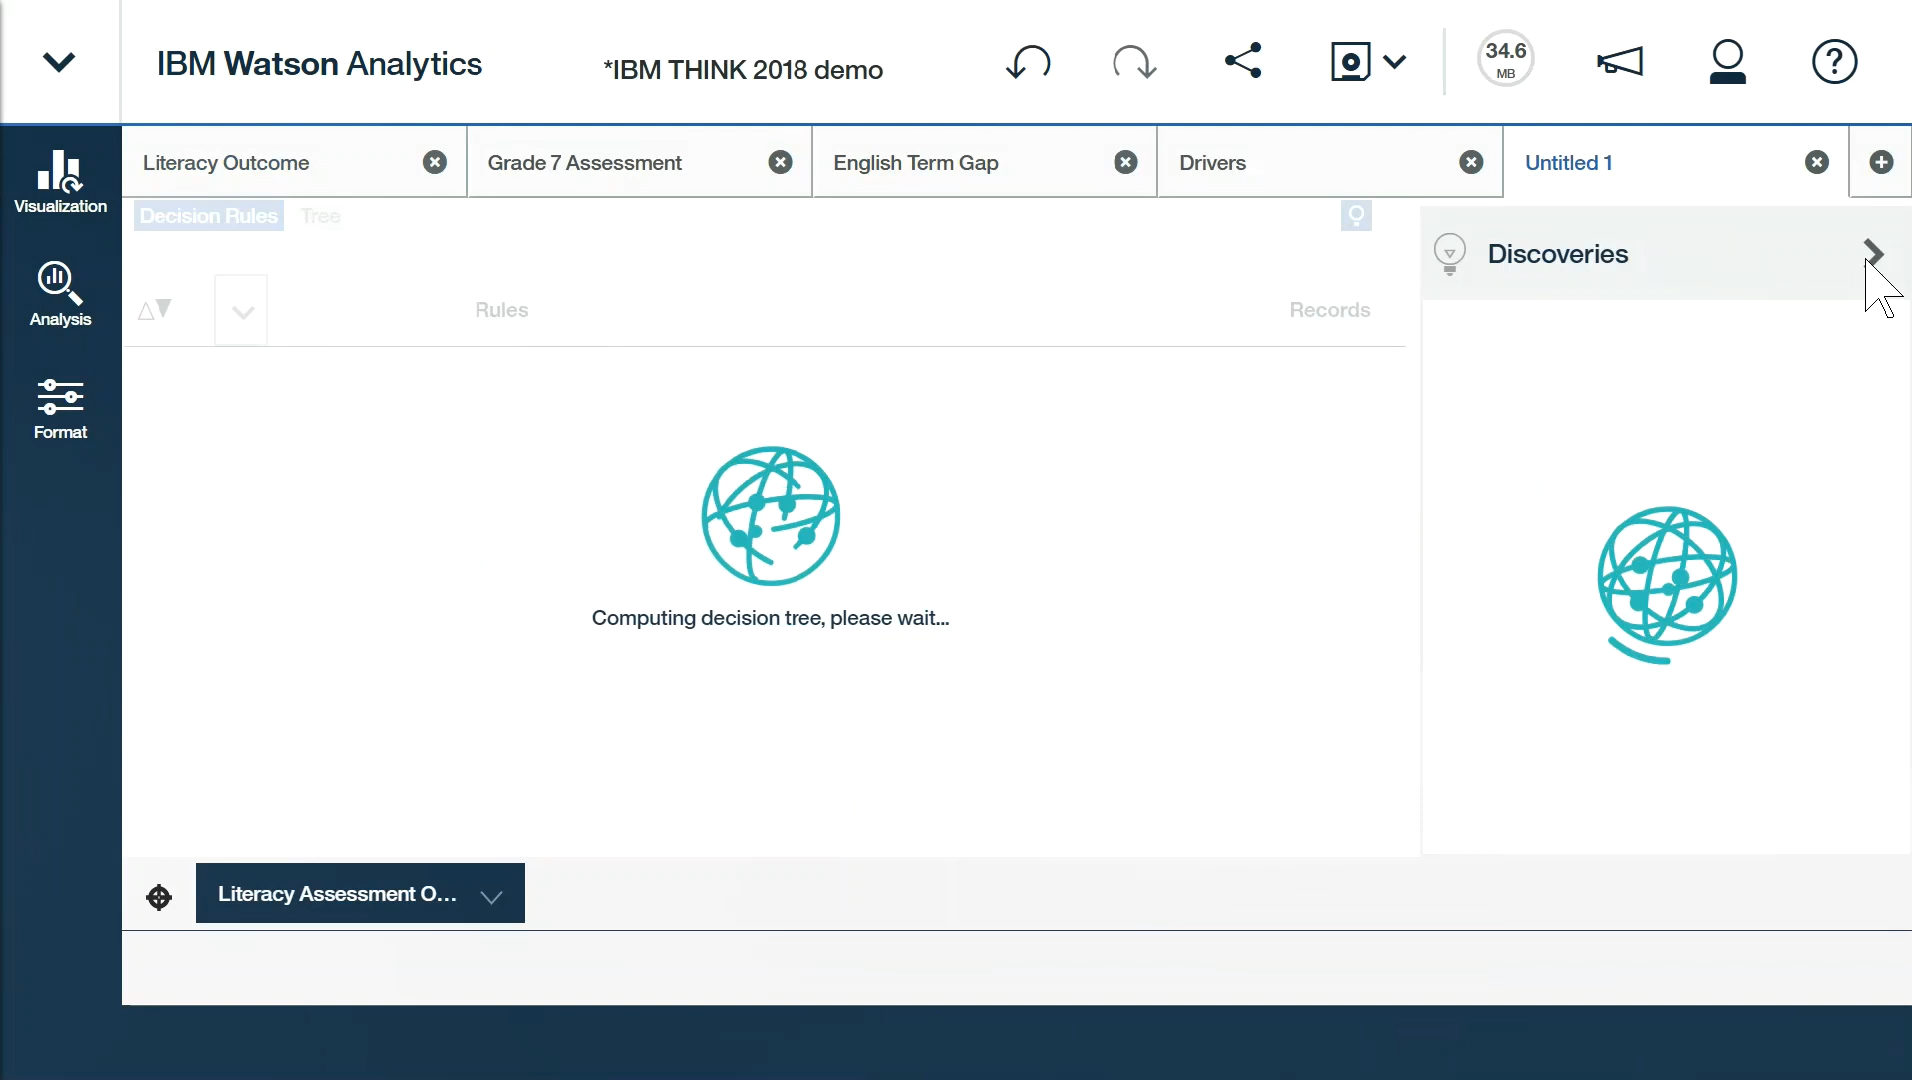 IBM Watson Analytics
*IBM THINK 2018 demo
34.6
MB
?
Literacy Outcome
Grade 7 Assessment
English Term Gap
Drivers
Untitled 1
Visualization
Analysis
Format
Decision Rules
Tree
Discoveries
Rules
Records
Computing decision tree, please wait...
Literacy Assessment O...